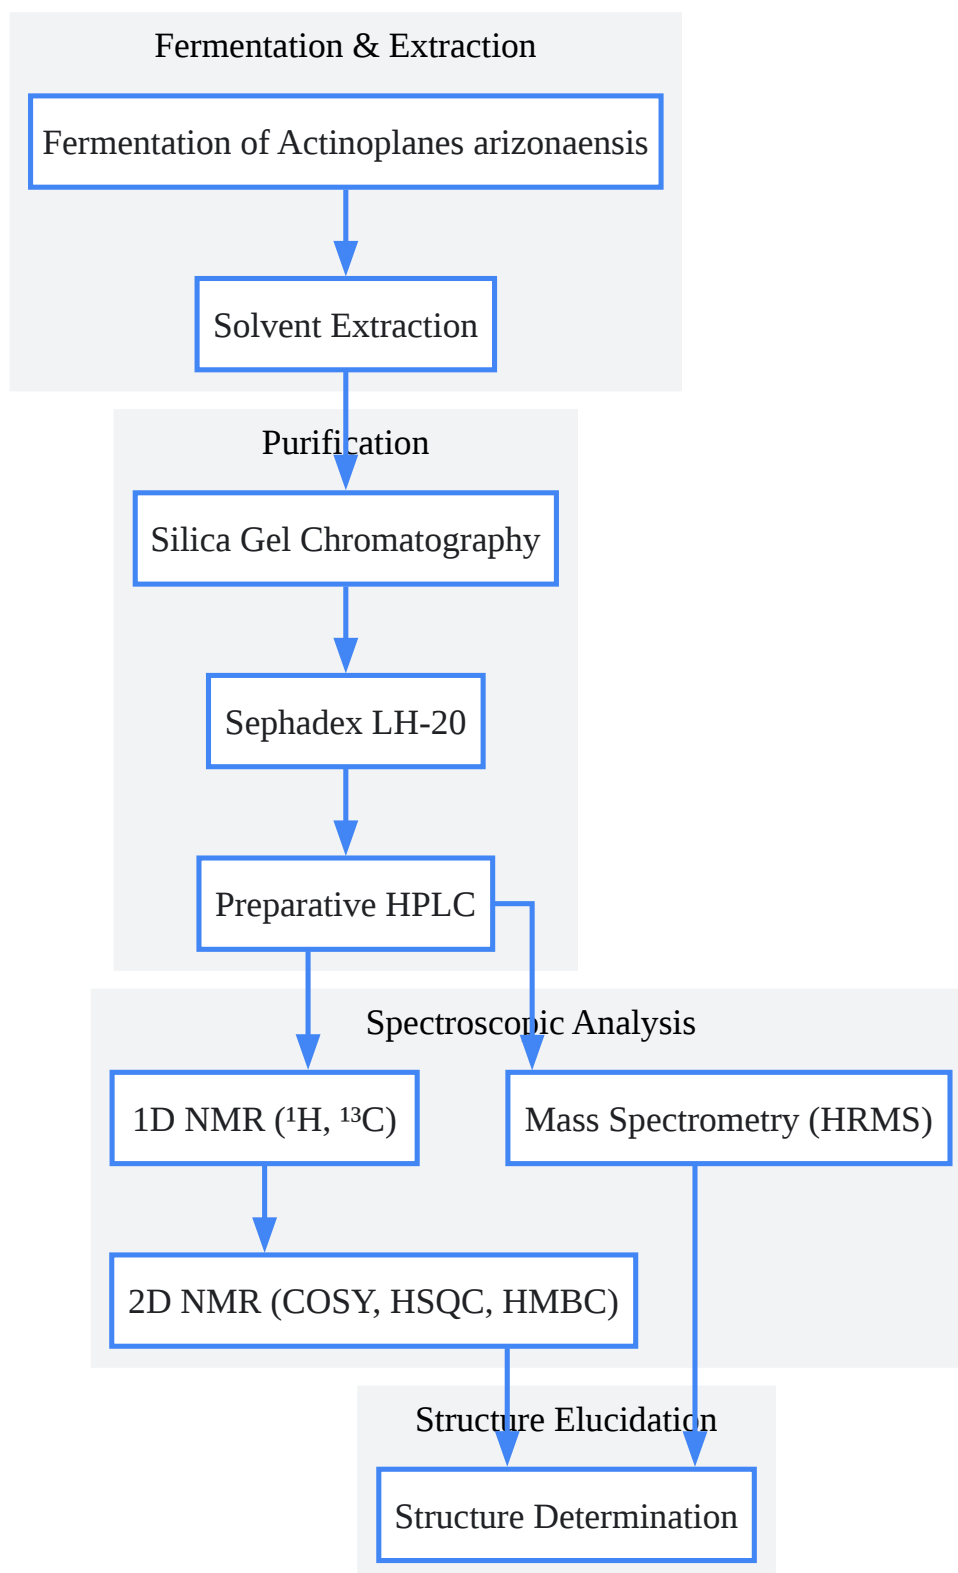 Fermentation & Extraction
Fermentation of Actinoplanes arizonaensis
Solvent Extraction
Purification
Silica Gel Chromatography
Sephadex LH-20
Preparative HPLC
Spectroscopic Analysis
1D NMR (¹H, ¹³C)
Mass Spectrometry (HRMS)
2D NMR (COSY, HSQC, HMBC)
Structure Elucidation
Structure Determination